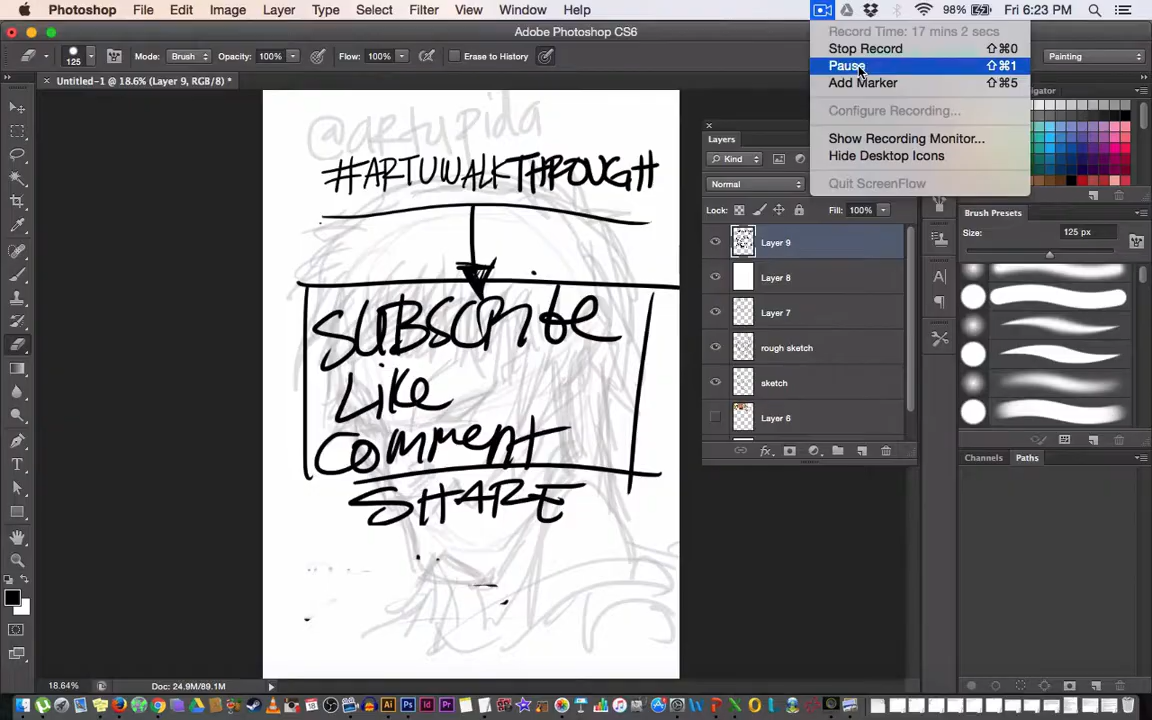 Photoshop File Edit Image Layer Type Select Filter View Window Help 98% Fri 6:23 PM
Adobe Photoshop CS6
125 Mode: Brush Opacity: 100% Flow: 100% Erase to History Painting
Untitled-1 @ 18.6% (Layer 9, RGB/8) *
Record Time: 17 mins 2 secs
Stop Record ⇧⌘0
Pause ⇧⌘1
Add Marker ⇧⌘5
Configure Recording...
Show Recording Monitor...
Hide Desktop Icons
Quit ScreenFlow
@artupida
#ARTUWALKTHROUGH
SUBSCRibe
Like
Comment
SHARE
Layers
Kind
Normal
Lock: Fill: 100%
Layer 9
Layer 8
Layer 7
rough sketch
sketch
Layer 6
Brush Presets
Size: 125 px
Channels Paths
18.64% Doc: 24.9M/89.1M